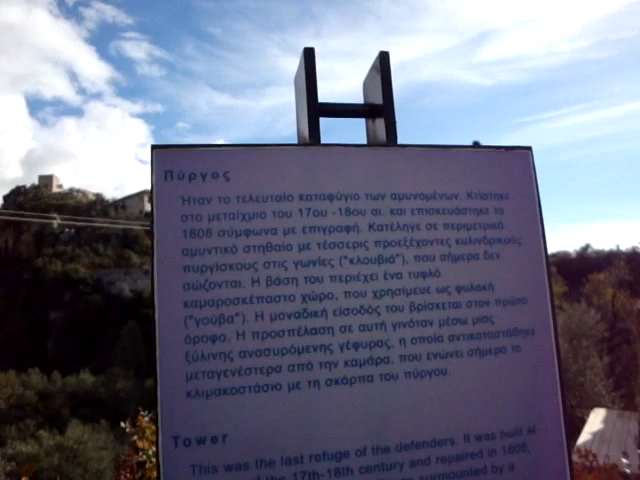 Πύργος
Ήταν το τελευταίο καταφύγιο των αμυνομένων. Κτίστηκε
στο μεταίχμιο του 17ου -18ου αι. και επισκευάστηκε το
1808 σύμφωνα με επιγραφή. Κατέληγε σε περιμετρικό
αμυντικό στηθαίο με τέσσερις προεξέχοντες κυλινδρικούς
πυργίσκους στις γωνίες ("κλουβιά"), που σήμερα δεν
σώζονται. Η βάση του περιέχει ένα τυφλό
καμαροσκέπαστο χώρο, που χρησίμευε ως φυλακή
("γούβα"). Η μοναδική είσοδός του βρίσκεται στον πρώτο
όροφο. Η προσπέλαση σε αυτή γινόταν μέσω μιας
ξύλινης ανασυρόμενης γέφυρας, η οποία αντικαταστάθηκε
μεταγενέστερα από την καμάρα, που ενώνει σήμερα το
κλιμακοστάσιο με τη σκάρπα του πύργου.
Tower
This was the last refuge of the defenders. It was built at
of the 17th-18th century and repaired in 1808,
surmounted by a